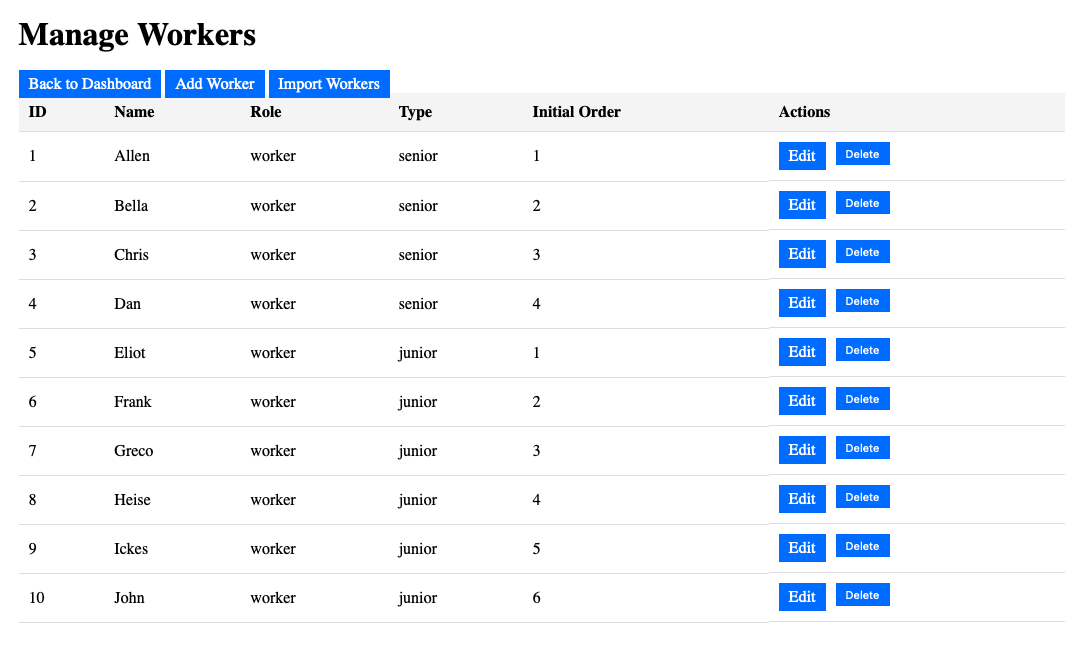 Manage Workers
Back to Dashboard Add Worker Import Workers
ID Name Role Type Initial Order Actions
1 Allen worker senior 1 Edit Delete
2 Bella worker senior 2 Edit Delete
3 Chris worker senior 3 Edit Delete
4 Dan worker senior 4 Edit Delete
5 Eliot worker junior 1 Edit Delete
6 Frank worker junior 2 Edit Delete
7 Greco worker junior 3 Edit Delete
8 Heise worker junior 4 Edit Delete
9 Ickes worker junior 5 Edit Delete
10 John worker junior 6 Edit Delete